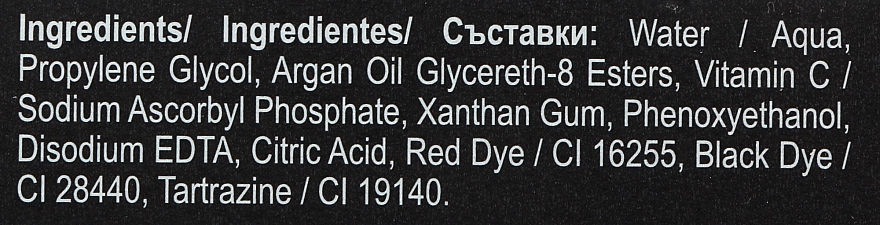 Ingredients/ Ingredientes/ Съставки: Water / Aqua,
Propylene Glycol, Argan Oil Glycereth-8 Esters, Vitamin C /
Sodium Ascorbyl Phosphate, Xanthan Gum, Phenoxyethanol,
Disodium EDTA, Citric Acid, Red Dye / CI 16255, Black Dye /
CI 28440, Tartrazine / CI 19140.